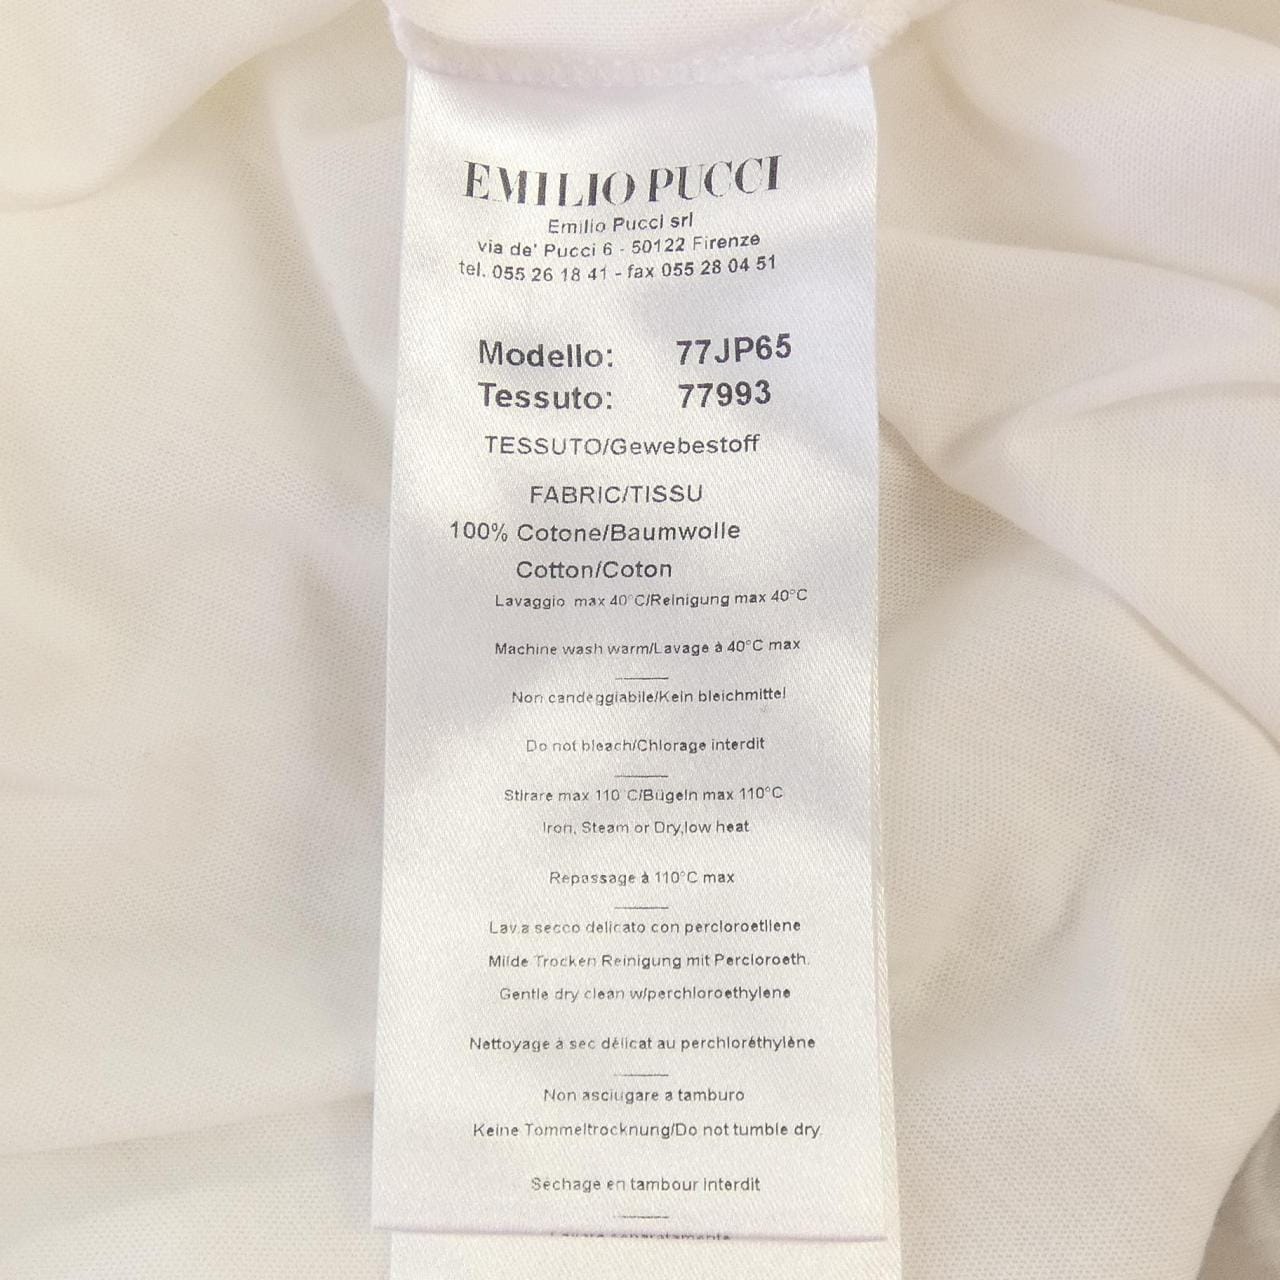 EMILIO PUCCI
Emilio Pucci srl
via de' Pucci 6 - 50122 Firenze
tel. 055 26 18 41 - fax 055 28 04 51
Modello: 77JP65
Tessuto: 77993
TESSUTO/Gewebestoff
FABRIC/TISSU
100% Cotone/Baumwolle
Cotton/Coton
Lavaggio max 40°C/Reinigung max 40°C
Machine wash warm/Lavage à 40°C max
Non candeggiabile/Kein bleichmittel
Do not bleach/Chlorage interdit
Stirare max 110°C/Bügeln max 110°C
Iron, Steam or Dry,low heat
Repassage à 110°C max
Lava secco delicato con percloroetilene
Milde Trocken Reinigung mit Percloroeth.
Gentle dry clean w/perchloroethylene
Nettoyage à sec délicat au perchloréthylène
Non asciugare a tamburo
Keine Tommeltrocknung/Do not tumble dry.
Séchage en tambour interdit